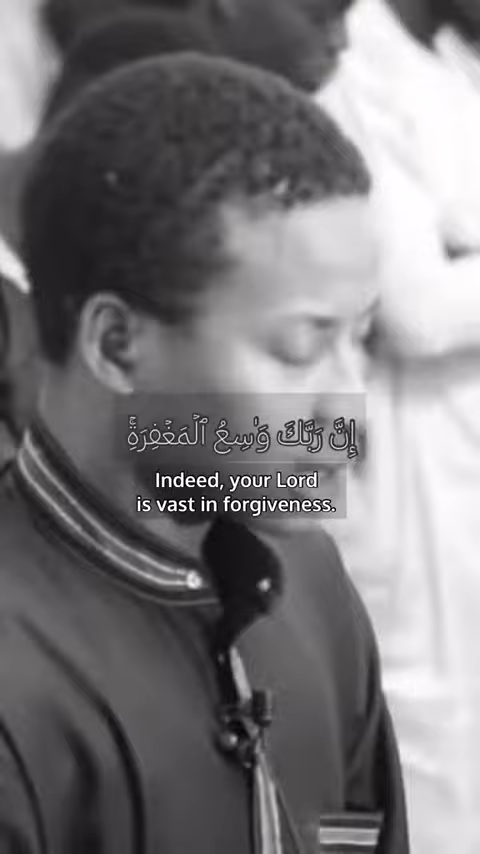 إِنَّ رَبَّكَ وَٰسِعُ ٱلۡمَغۡفِرَةِۚ
Indeed, your Lord
is vast in forgiveness.